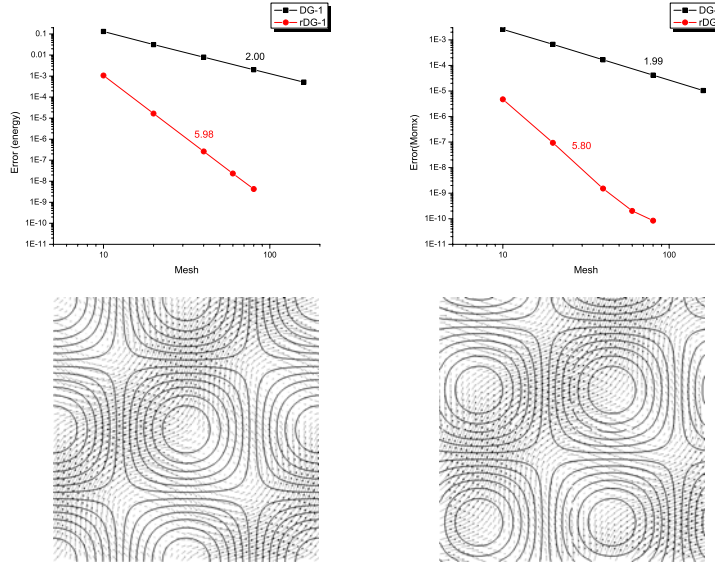 DG-1
rDG-1
0.1
0.01
1E-3
1E-4
1E-5
1E-6
1E-7
1E-8
1E-9
1E-10
1E-11
Error (energy)
2.00
5.98
10
100
Mesh
DG-
rDG
1E-3
1E-4
1E-5
1E-6
1E-7
1E-8
1E-9
1E-10
1E-11
Error(Momx)
1.99
5.80
10
100
Mesh